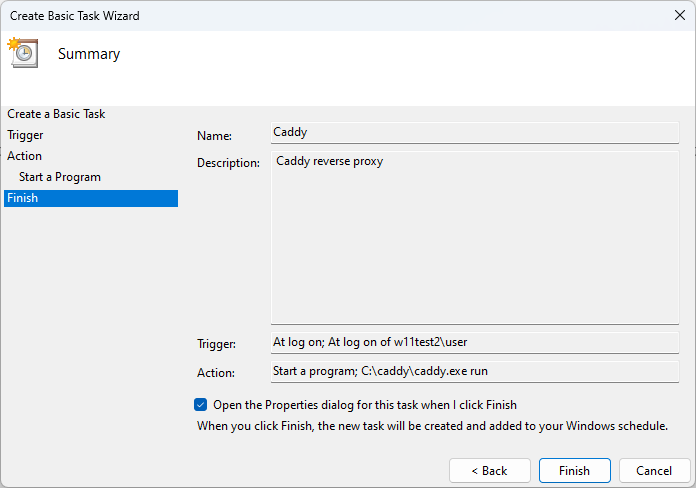 Create Basic Task Wizard
Summary
Create a Basic Task
Trigger
Action
Start a Program
Finish
Name:
Caddy
Description:
Caddy reverse proxy
Trigger:
At log on; At log on of w11test2\user
Action:
Start a program; C:\caddy\caddy.exe run
Open the Properties dialog for this task when I click Finish
When you click Finish, the new task will be created and added to your Windows schedule.
< Back
Finish
Cancel